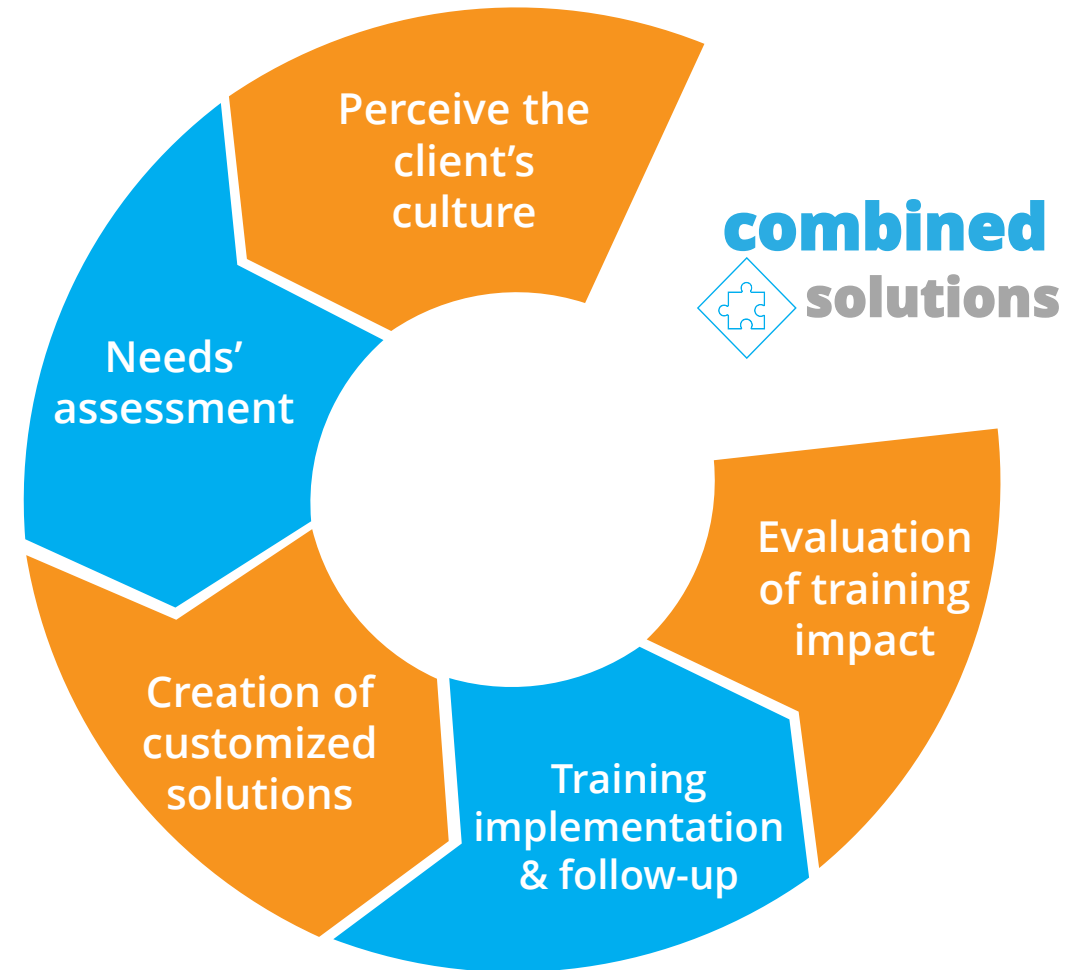 Perceive the
client’s
culture
combined
solutions
Needs’
assessment
Creation of
customized
solutions
Training
implementation
& follow-up
Evaluation
of training
impact